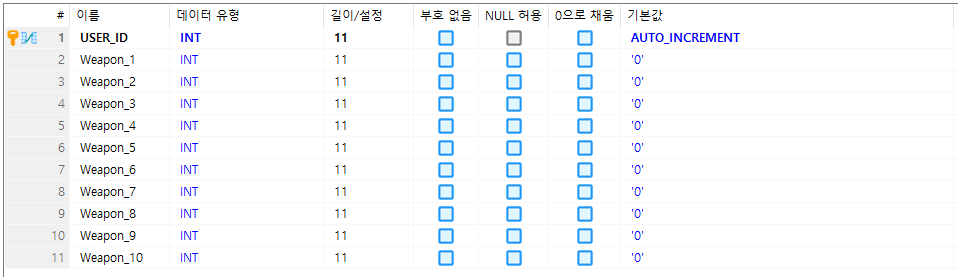 # 이름 데이터 유형 길이/설정 부호 없음 NULL 허용 0으로 채움 기본값
1 USER_ID INT 11 AUTO_INCREMENT
2 Weapon_1 INT 11 '0'
3 Weapon_2 INT 11 '0'
4 Weapon_3 INT 11 '0'
5 Weapon_4 INT 11 '0'
6 Weapon_5 INT 11 '0'
7 Weapon_6 INT 11 '0'
8 Weapon_7 INT 11 '0'
9 Weapon_8 INT 11 '0'
10 Weapon_9 INT 11 '0'
11 Weapon_10 INT 11 '0'